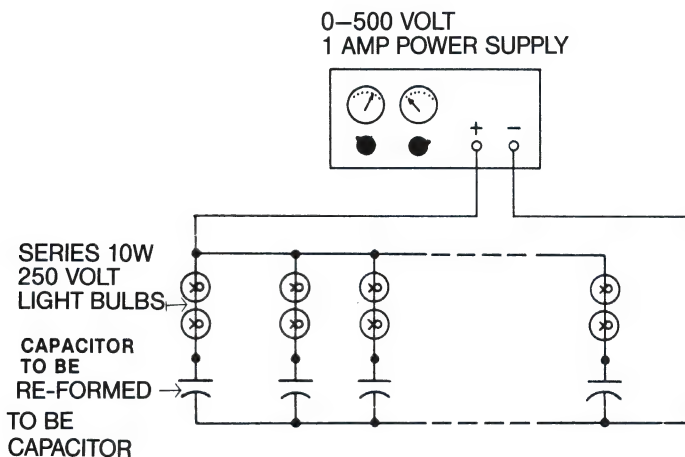 0–500 VOLT
1 AMP POWER SUPPLY
+ −
SERIES 10W
250 VOLT
LIGHT BULBS
CAPACITOR
TO BE
RE-FORMED
TO BE
CAPACITOR